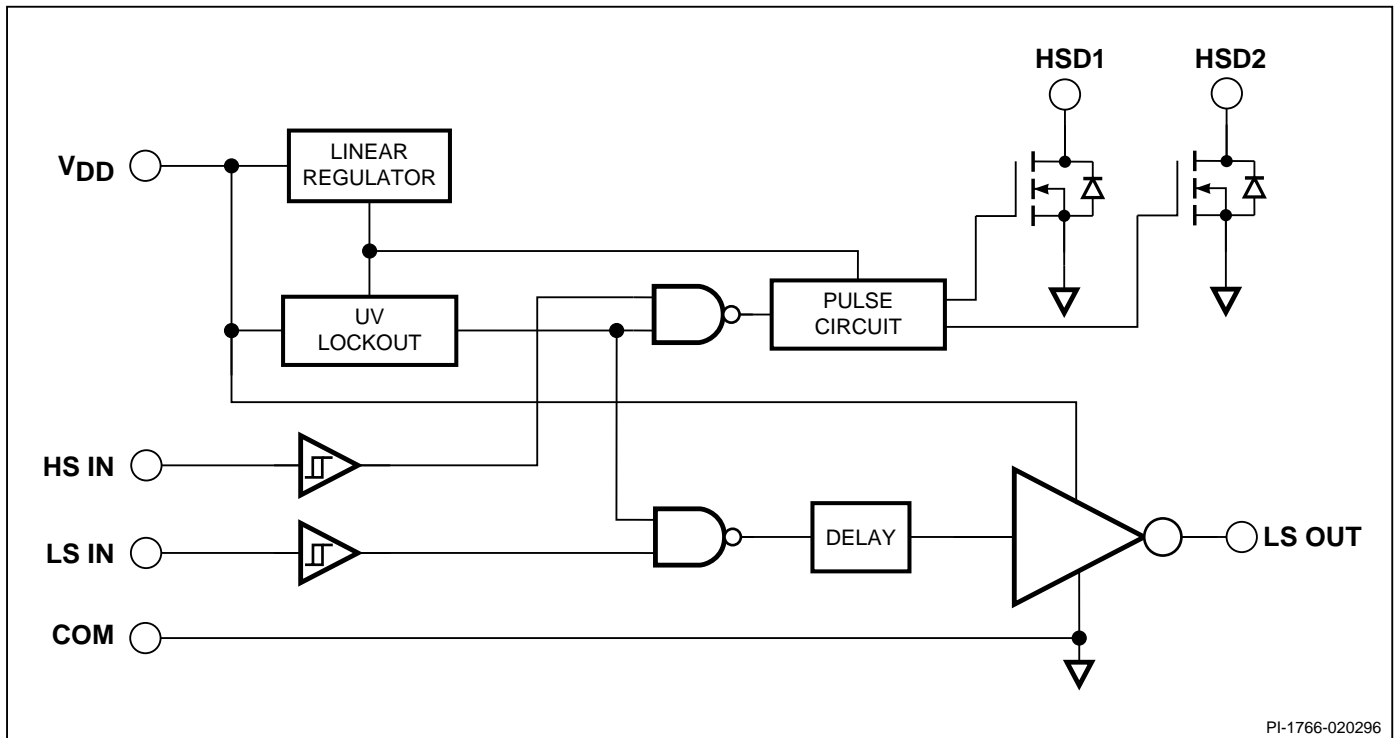 HSD1
HSD2
VDD
LINEAR
REGULATOR
UV
LOCKOUT
PULSE
CIRCUIT
HS IN
LS IN
DELAY
LS OUT
COM
PI-1766-020296